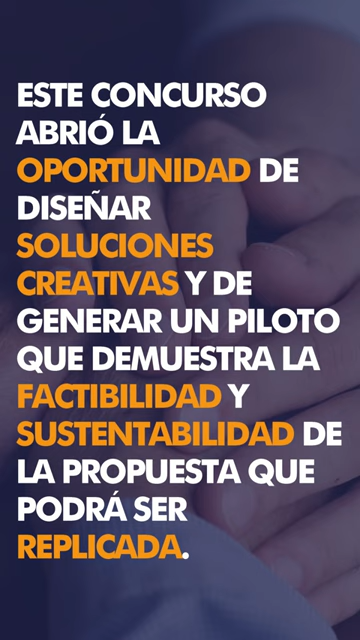 ESTE CONCURSO
ABRIÓ LA
OPORTUNIDAD DE
DISEÑAR
SOLUCIONES
CREATIVAS Y DE
GENERAR UN PILOTO
QUE DEMUESTRA LA
FACTIBILIDAD Y
SUSTENTABILIDAD DE
LA PROPUESTA QUE
PODRÁ SER
REPLICADA.